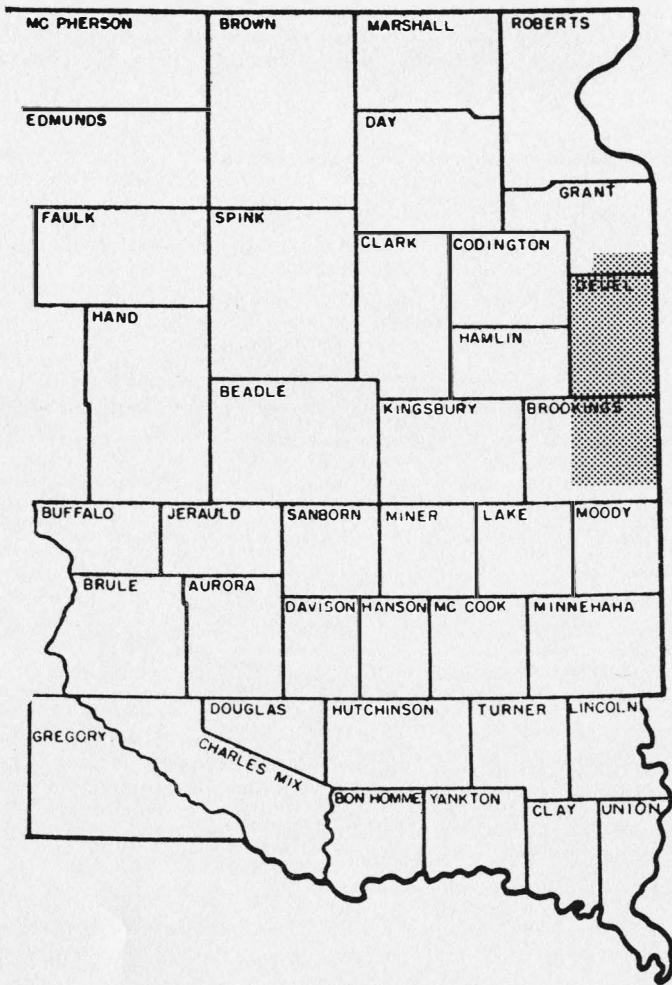 MC PHERSON
BROWN
MARSHALL
ROBERTS
EDMUNDS
DAY
GRANT
FAULK
SPINK
CLARK
CODINGTON
DEUEL
HAND
HAMLIN
BEADLE
KINGSBURY
BROOKINGS
BUFFALO
JERAULD
SANBORN
MINER
LAKE
MOODY
BRULE
AURORA
DAVISON
HANSON
MC COOK
MINNEHAHA
GREGORY
DOUGLAS
CHARLES MIX
HUTCHINSON
TURNER
LINCOLN
BON HOMME
YANKTON
CLAY
UNION